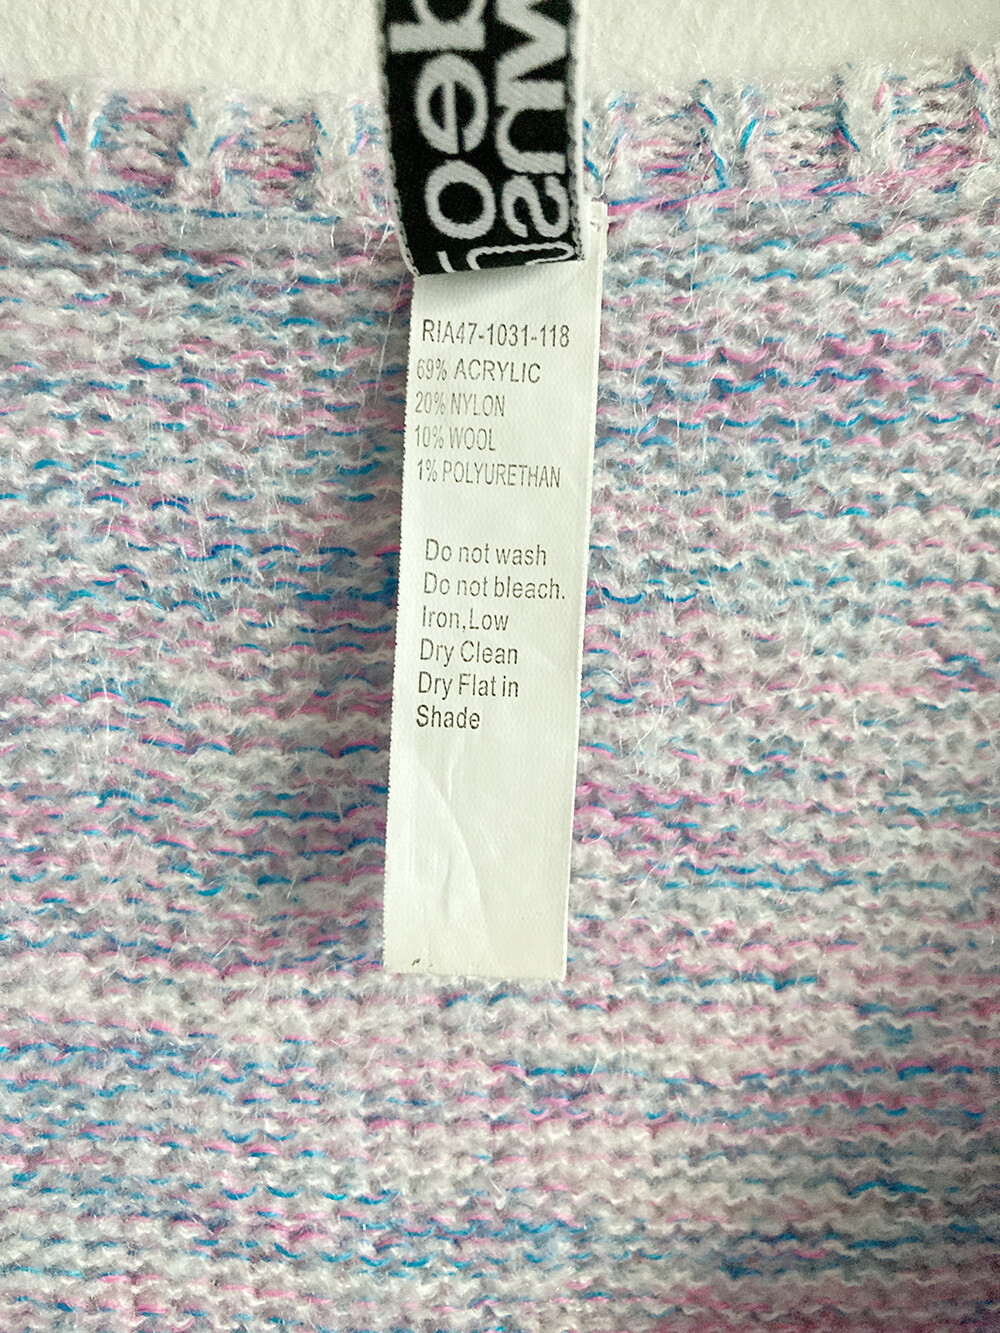 RIA47-1031-118
69% ACRYLIC
20% NYLON
10% WOOL
1% POLYURETHAN
Do not wash
Do not bleach.
Iron,Low
Dry Clean
Dry Flat in
Shade